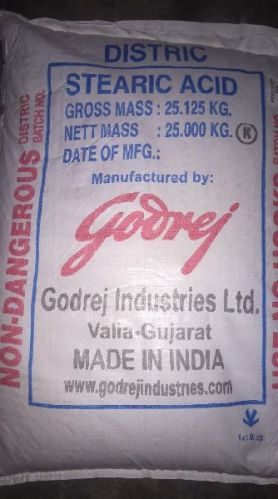 DISTRIC
STEARIC ACID
GROSS MASS : 25.125 KG.
NETT MASS : 25.000 KG.
K
DATE OF MFG.:
Manufactured by:
Godrej
Godrej Industries Ltd.
Valia-Gujarat
MADE IN INDIA
www.godrejindustries.com
NON-DANGEROUS
DISTRIC
BATCH NO.